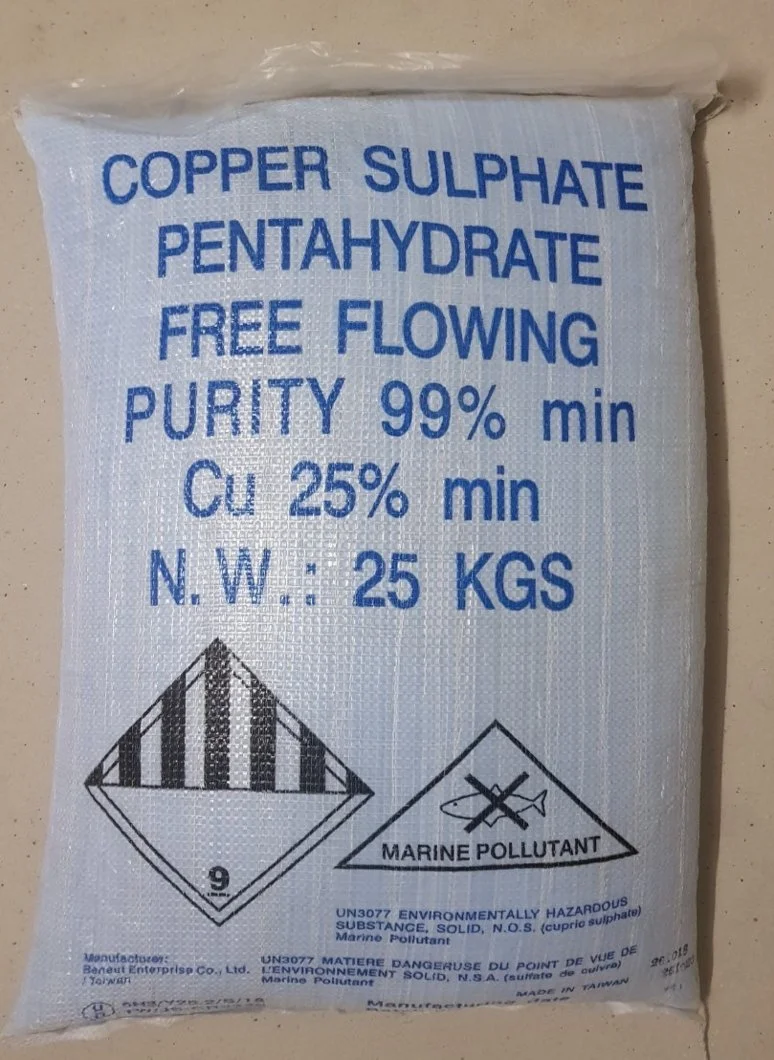 COPPER SULPHATE
PENTAHYDRATE
FREE FLOWING
PURITY 99% min
Cu 25% min
N.W.: 25 KGS
9
MARINE POLLUTANT
UN3077 ENVIRONMENTALLY HAZARDOUS
SUBSTANCE, SOLID, N.O.S. (cupric sulphate)
Marine Pollutant
Manufacturer:
Beneut Enterprise Co., Ltd.
/ Taiwan
UN3077 MATIERE DANGEREUSE DU POINT DE VUE DE
L'ENVIRONNEMENT SOLID, N.S.A. (sulfate de cuivre)
Marine Pollutant
MADE IN TAIWAN
Manufacturing date